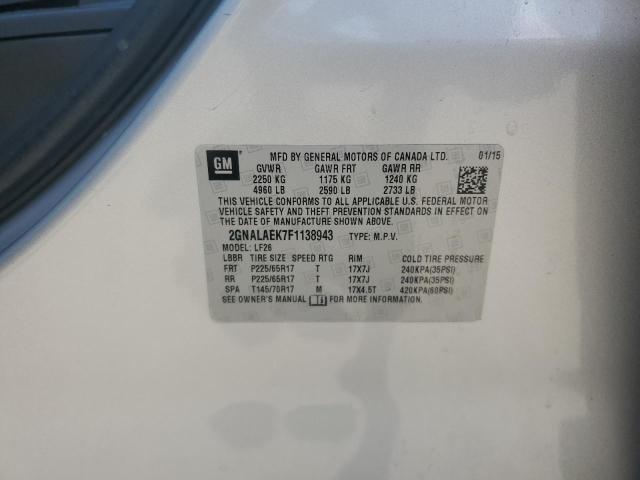 GM
MFD BY GENERAL MOTORS OF CANADA LTD. 01/15
GVWR GAWR FRT GAWR RR
2250 KG 1175 KG 1240 KG
4960 LB 2590 LB 2733 LB
THIS VEHICLE CONFORMS TO ALL APPLICABLE U.S. FEDERAL MOTOR
VEHICLE SAFETY AND THEFT PREVENTION STANDARDS IN EFFECT ON
THE DATE OF MANUFACTURE SHOWN ABOVE.
2GNALAEK7F1138943 TYPE: M.P.V.
MODEL: LF26
LBBR TIRE SIZE SPEED RTG RIM COLD TIRE PRESSURE
FRT P225/65R17 T 17X7J 240KPA(35PSI)
RR P225/65R17 T 17X7J 240KPA(35PSI)
SPA T145/70R17 M 17X4.5T 420KPA(60PSI)
SEE OWNER'S MANUAL FOR MORE INFORMATION.